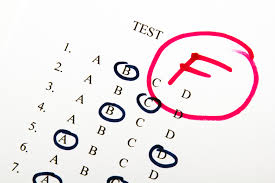 TEST
F
1. A B C D
2. A B C D
3. A B C D
4. A B C D
5. A B C
6. A B C
7. A